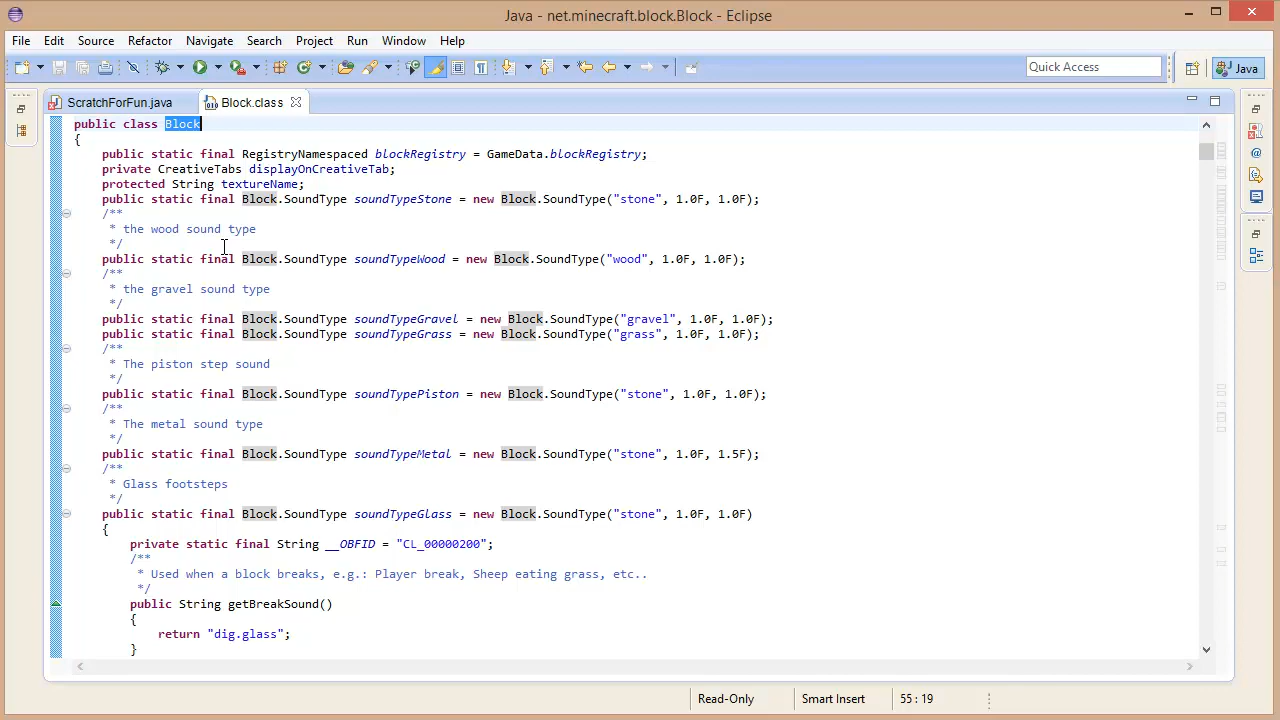 Java - net.minecraft.block.Block - Eclipse
File Edit Source Refactor Navigate Search Project Run Window Help
Quick Access Java
ScratchForFun.java Block.class
public class Block
{
public static final RegistryNamespaced blockRegistry = GameData.blockRegistry;
private CreativeTabs displayOnCreativeTab;
protected String textureName;
public static final Block.SoundType soundTypeStone = new Block.SoundType("stone", 1.0F, 1.0F);
/**
* the wood sound type
*/
public static final Block.SoundType soundTypeWood = new Block.SoundType("wood", 1.0F, 1.0F);
/**
* the gravel sound type
*/
public static final Block.SoundType soundTypeGravel = new Block.SoundType("gravel", 1.0F, 1.0F);
public static final Block.SoundType soundTypeGrass = new Block.SoundType("grass", 1.0F, 1.0F);
/**
* The piston step sound
*/
public static final Block.SoundType soundTypePiston = new Block.SoundType("stone", 1.0F, 1.0F);
/**
* The metal sound type
*/
public static final Block.SoundType soundTypeMetal = new Block.SoundType("stone", 1.0F, 1.5F);
/**
* Glass footsteps
*/
public static final Block.SoundType soundTypeGlass = new Block.SoundType("stone", 1.0F, 1.0F)
{
private static final String __OBFID = "CL_00000200";
/**
* Used when a block breaks, e.g.: Player break, Sheep eating grass, etc..
*/
public String getBreakSound()
{
return "dig.glass";
}
Read-Only Smart Insert 55 : 19